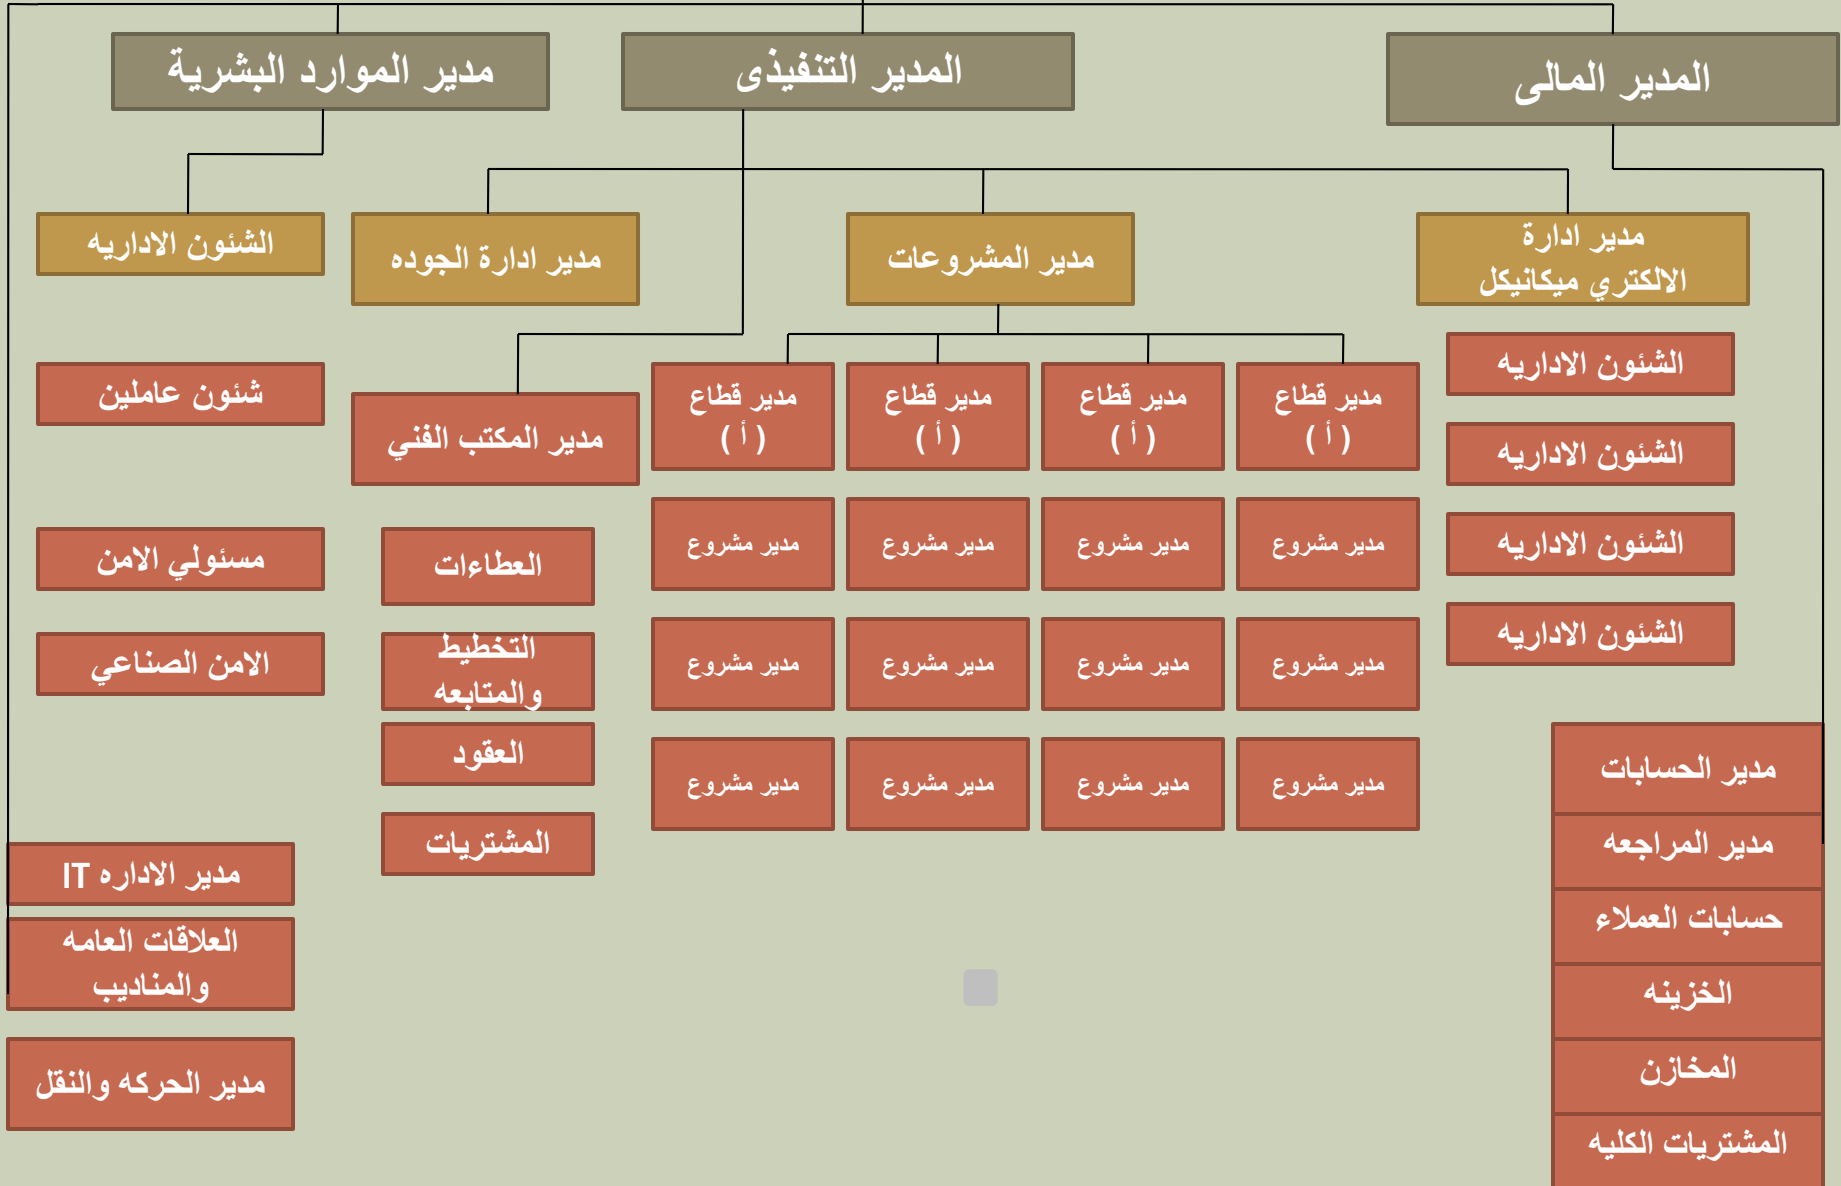 المدير المالى
المدير التنفيذى
مدير الموارد البشرية
مدير ادارة
الالكتري ميكانيكل
مدير المشروعات
مدير ادارة الجوده
الشئون الاداريه
الشئون الاداريه
الشئون الاداريه
الشئون الاداريه
الشئون الاداريه
مدير قطاع
( أ )
مدير قطاع
( أ )
مدير قطاع
( أ )
مدير قطاع
( أ )
مدير مشروع
مدير مشروع
مدير مشروع
مدير مشروع
مدير مشروع
مدير مشروع
مدير مشروع
مدير مشروع
مدير مشروع
مدير مشروع
مدير مشروع
مدير مشروع
مدير المكتب الفني
العطاءات
التخطيط
والمتابعه
العقود
المشتريات
شئون عاملين
مسئولي الامن
الامن الصناعي
مدير الحسابات
مدير المراجعه
حسابات العملاء
الخزينه
المخازن
المشتريات الكليه
مدير الاداره IT
العلاقات العامه
والمناديب
مدير الحركه والنقل